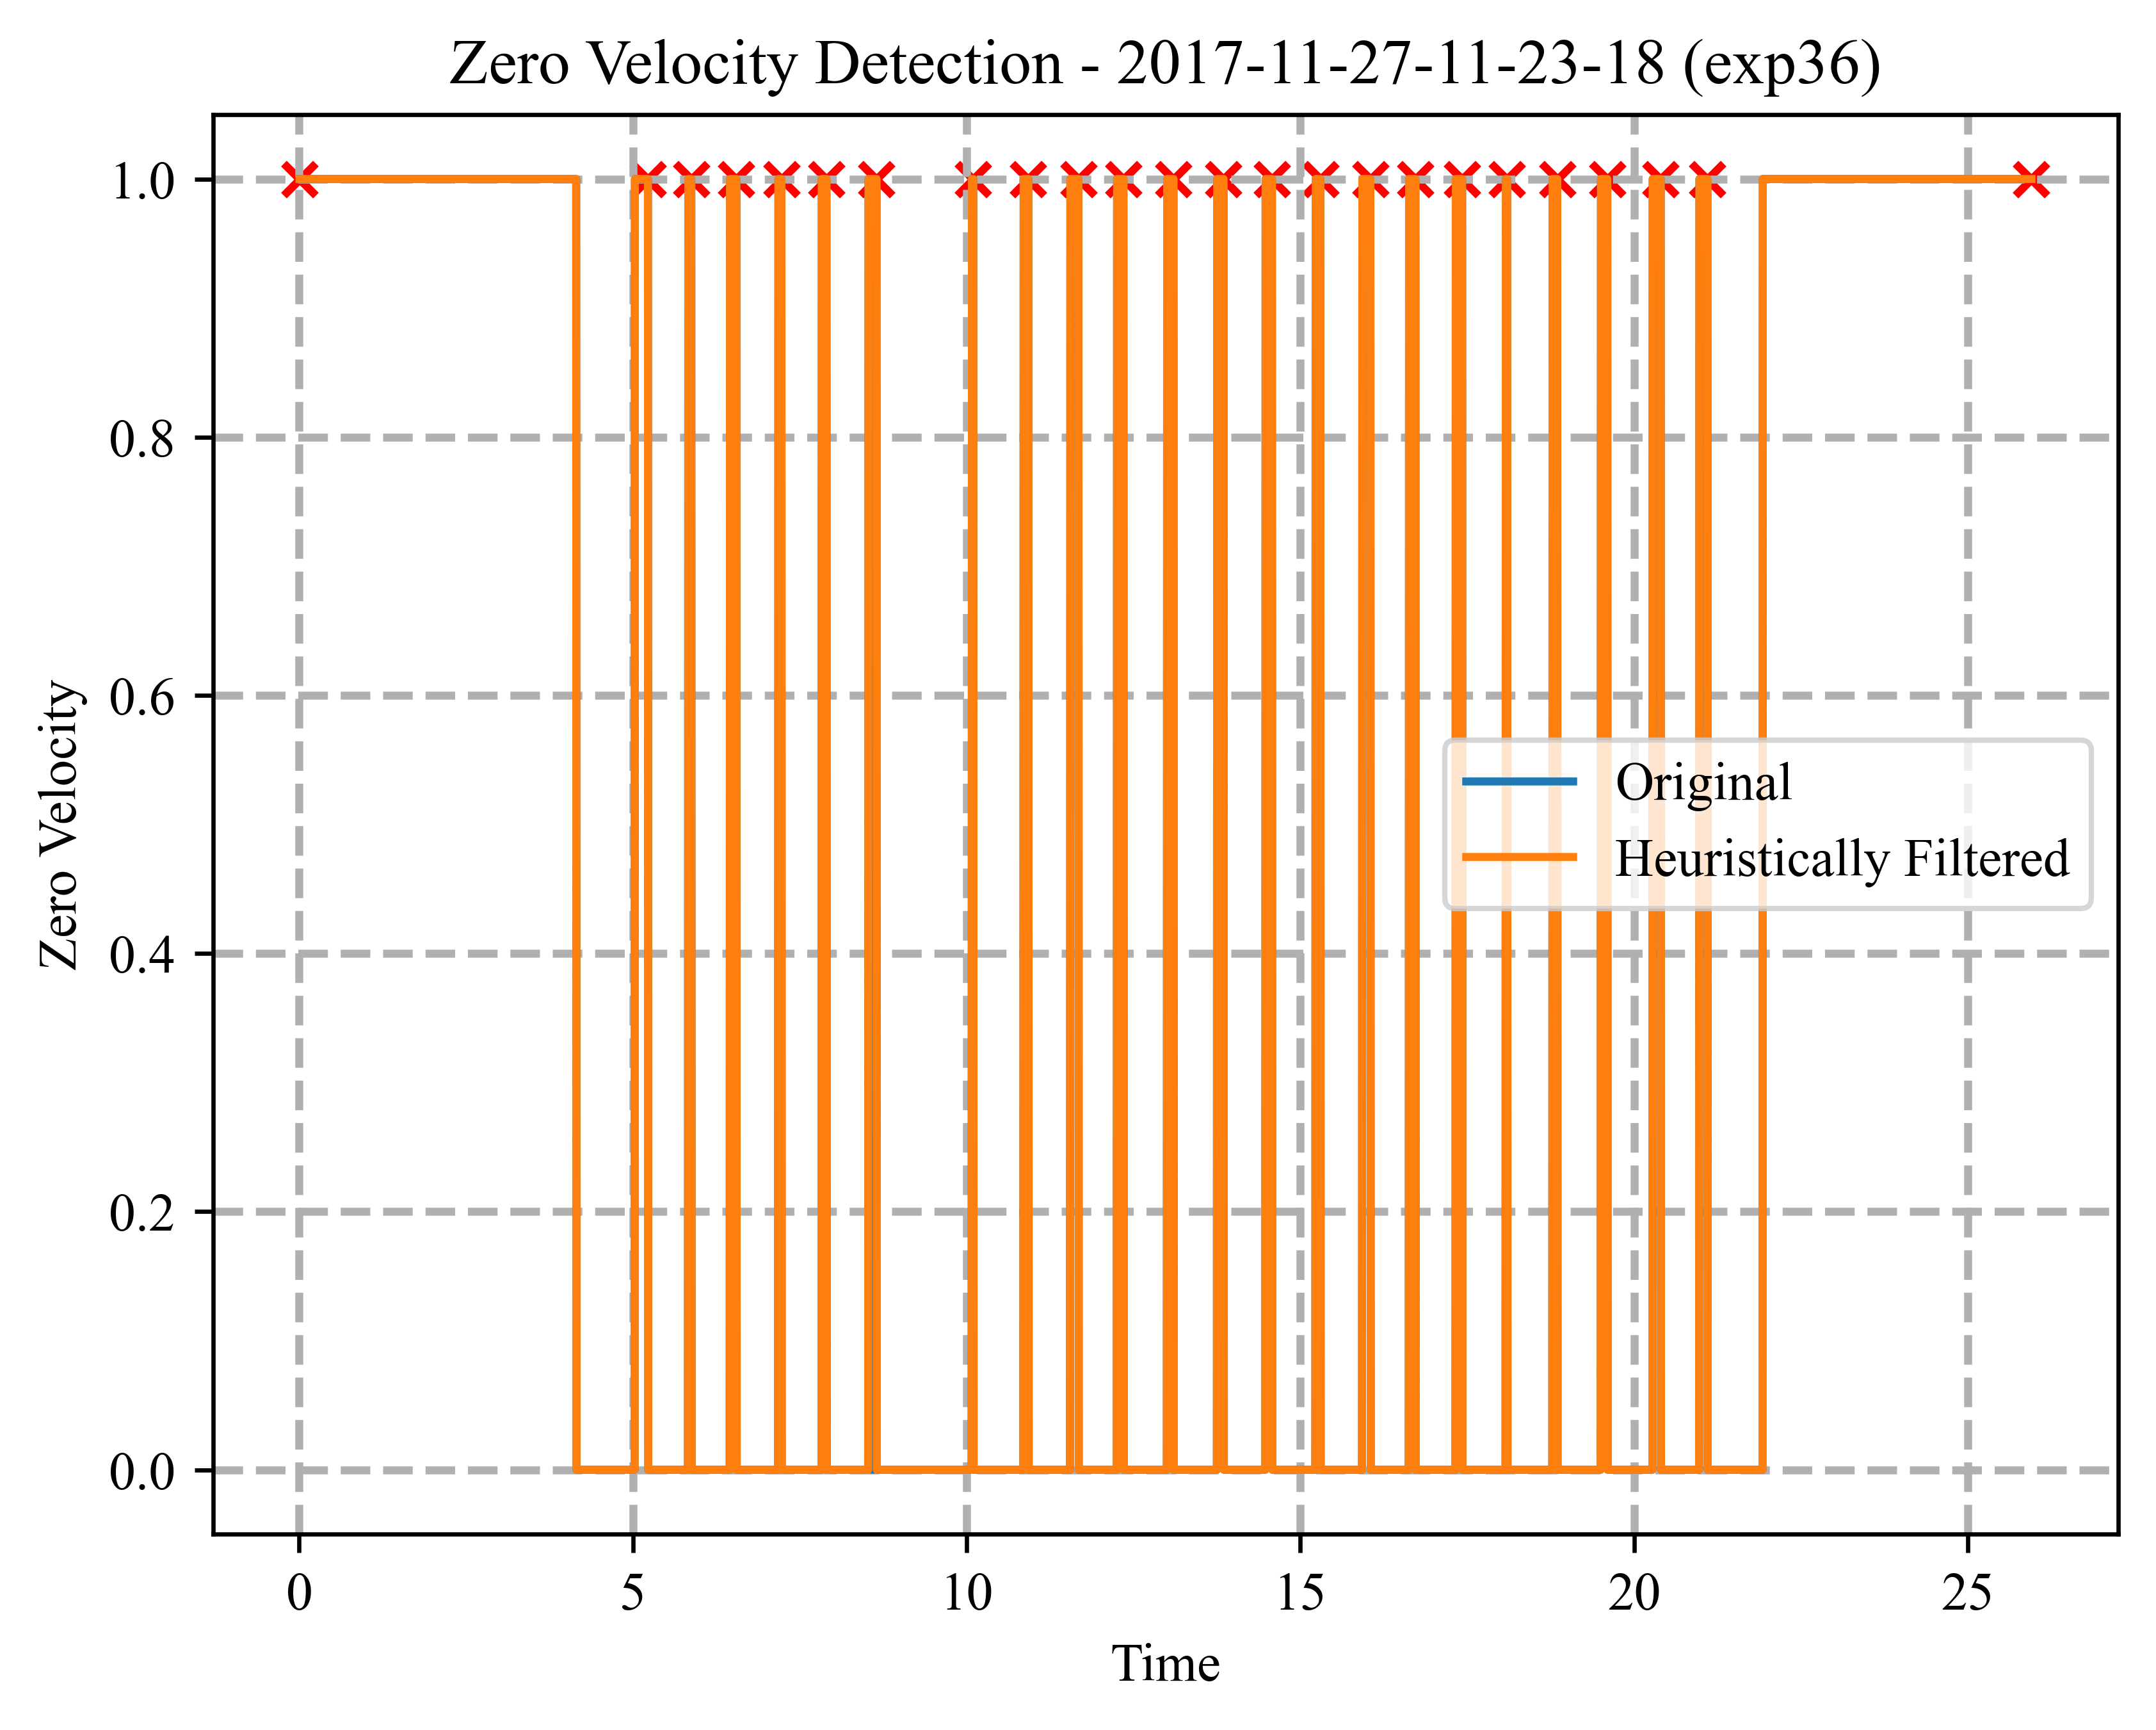 Zero Velocity Detection - 2017-11-27-11-23-18 (exp36)
1.0
0.8
0.6
0.4
0.2
0.0
Zero Velocity
Original
Heuristically Filtered
0 5 10 15 20 25
Time